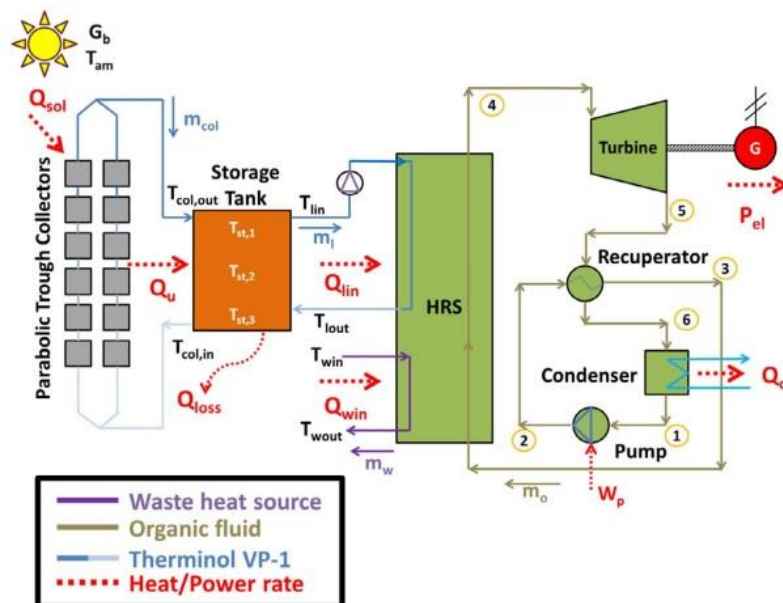 G_b
T_am
Q_sol
m_col
Parabolic Trough Collectors
T_col,out
Storage
Tank
T_st,1
T_st,2
T_st,3
Q_u
T_col,in
Q_loss
T_lin
m_l
Q_lin
T_lout
T_win
Q_win
T_wout
m_w
HRS
4
Turbine
G
P_el
5
Recuperator
3
6
Condenser
1
2
Pump
W_p
m_o
Waste heat source
Organic fluid
Therminol VP-1
Heat/Power rate